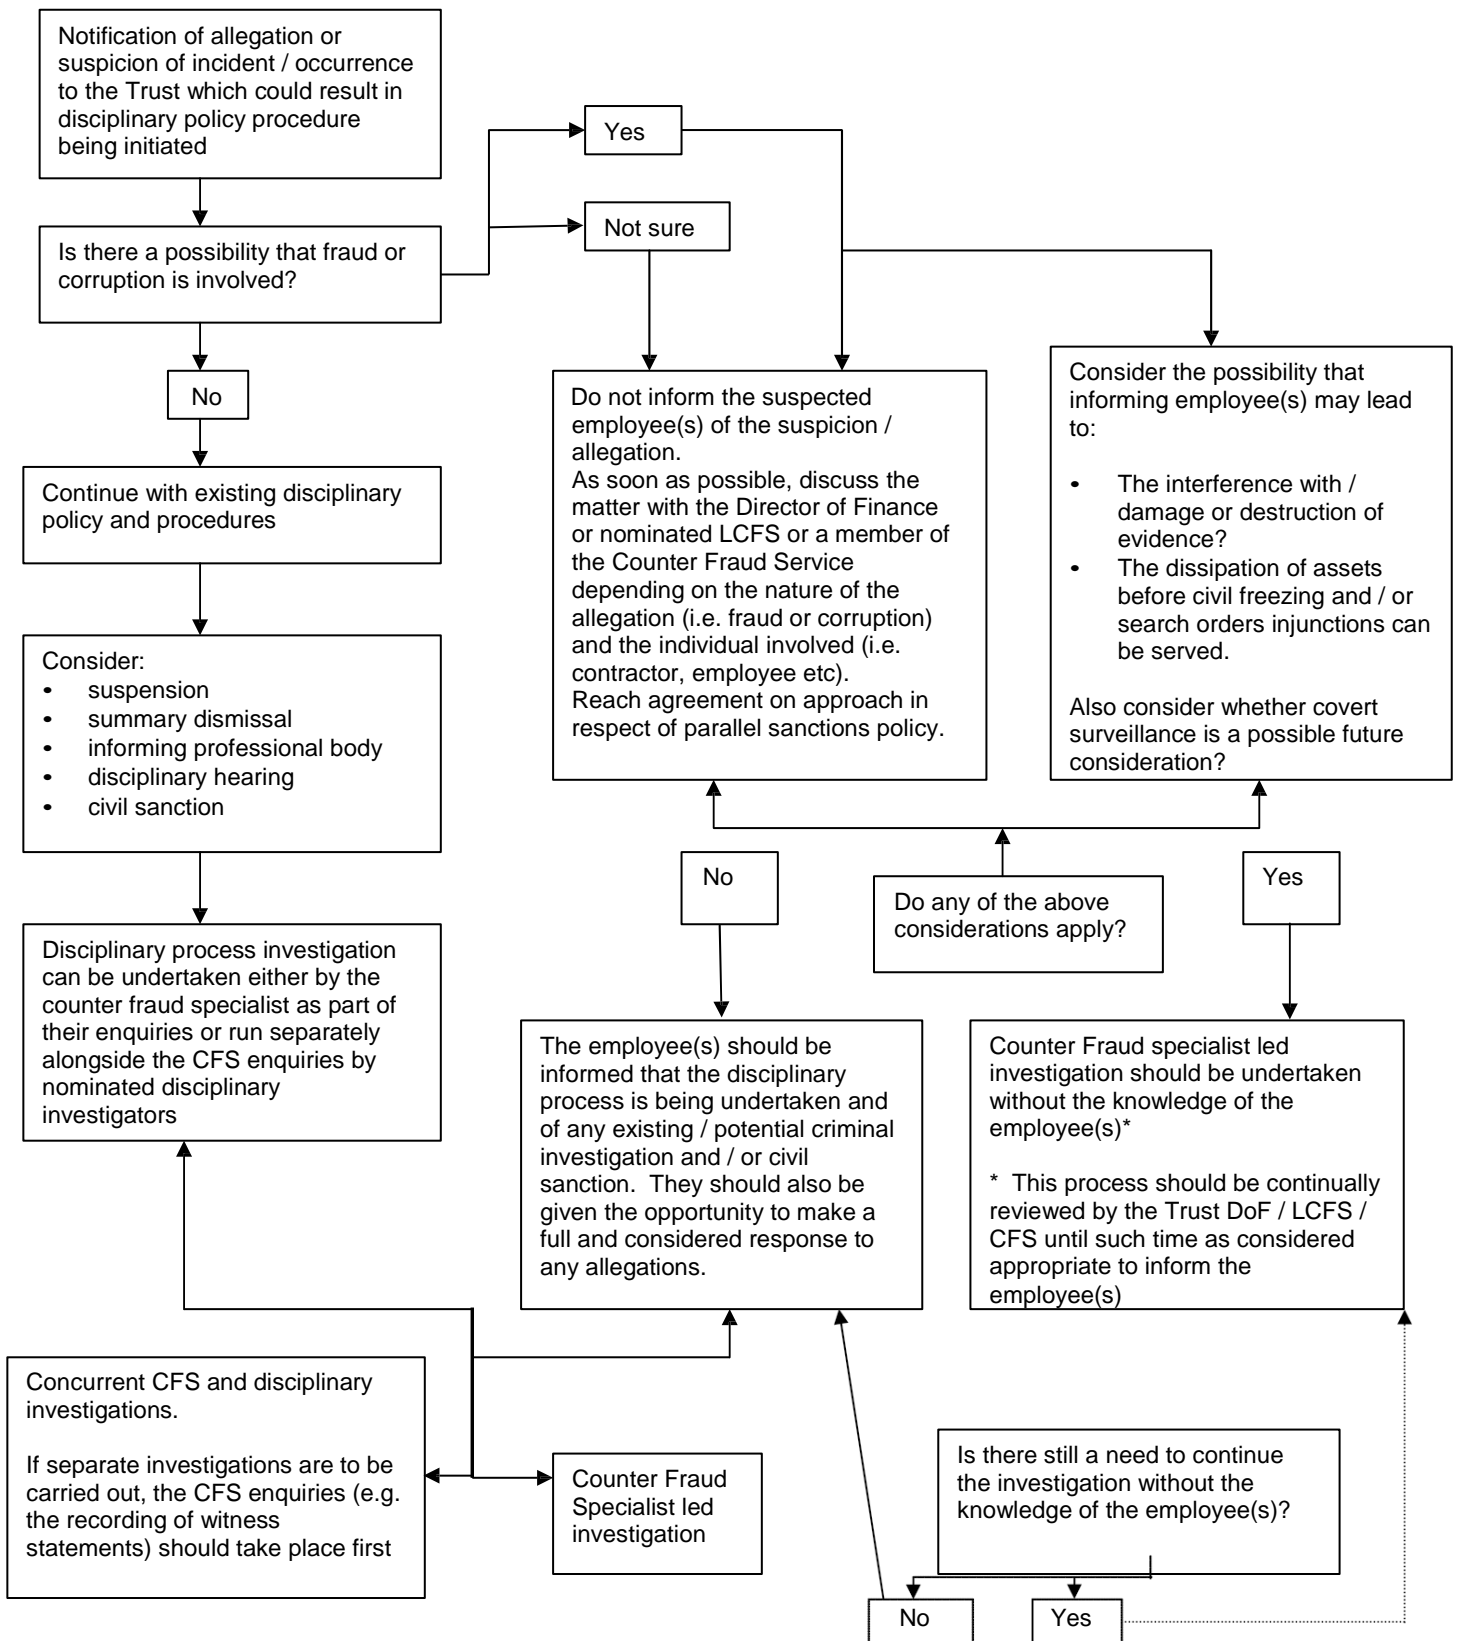 Notification of allegation or
suspicion of incident / occurrence
to the Trust which could result in
disciplinary policy procedure
being initiated
Yes
Not sure
Is there a possibility that fraud or
corruption is involved?
No
Continue with existing disciplinary
policy and procedures
Consider:
• suspension
• summary dismissal
• informing professional body
• disciplinary hearing
• civil sanction
Disciplinary process investigation
can be undertaken either by the
counter fraud specialist as part of
their enquiries or run separately
alongside the CFS enquiries by
nominated disciplinary
investigators
Do not inform the suspected
employee(s) of the suspicion /
allegation.
As soon as possible, discuss the
matter with the Director of Finance
or nominated LCFS or a member of
the Counter Fraud Service
depending on the nature of the
allegation (i.e. fraud or corruption)
and the individual involved (i.e.
contractor, employee etc).
Reach agreement on approach in
respect of parallel sanctions policy.
Consider the possibility that
informing employee(s) may lead
to:
• The interference with /
damage or destruction of
evidence?
• The dissipation of assets
before civil freezing and / or
search orders injunctions can
be served.
Also consider whether covert
surveillance is a possible future
consideration?
No
Do any of the above
considerations apply?
Yes
The employee(s) should be
informed that the disciplinary
process is being undertaken and
of any existing / potential criminal
investigation and / or civil
sanction. They should also be
given the opportunity to make a
full and considered response to
any allegations.
Counter Fraud specialist led
investigation should be undertaken
without the knowledge of the
employee(s)*
* This process should be continually
reviewed by the Trust DoF / LCFS /
CFS until such time as considered
appropriate to inform the
employee(s)
Concurrent CFS and disciplinary
investigations.
If separate investigations are to be
carried out, the CFS enquiries (e.g.
the recording of witness
statements) should take place first
Counter Fraud
Specialist led
investigation
Is there still a need to continue
the investigation without the
knowledge of the employee(s)?
No
Yes